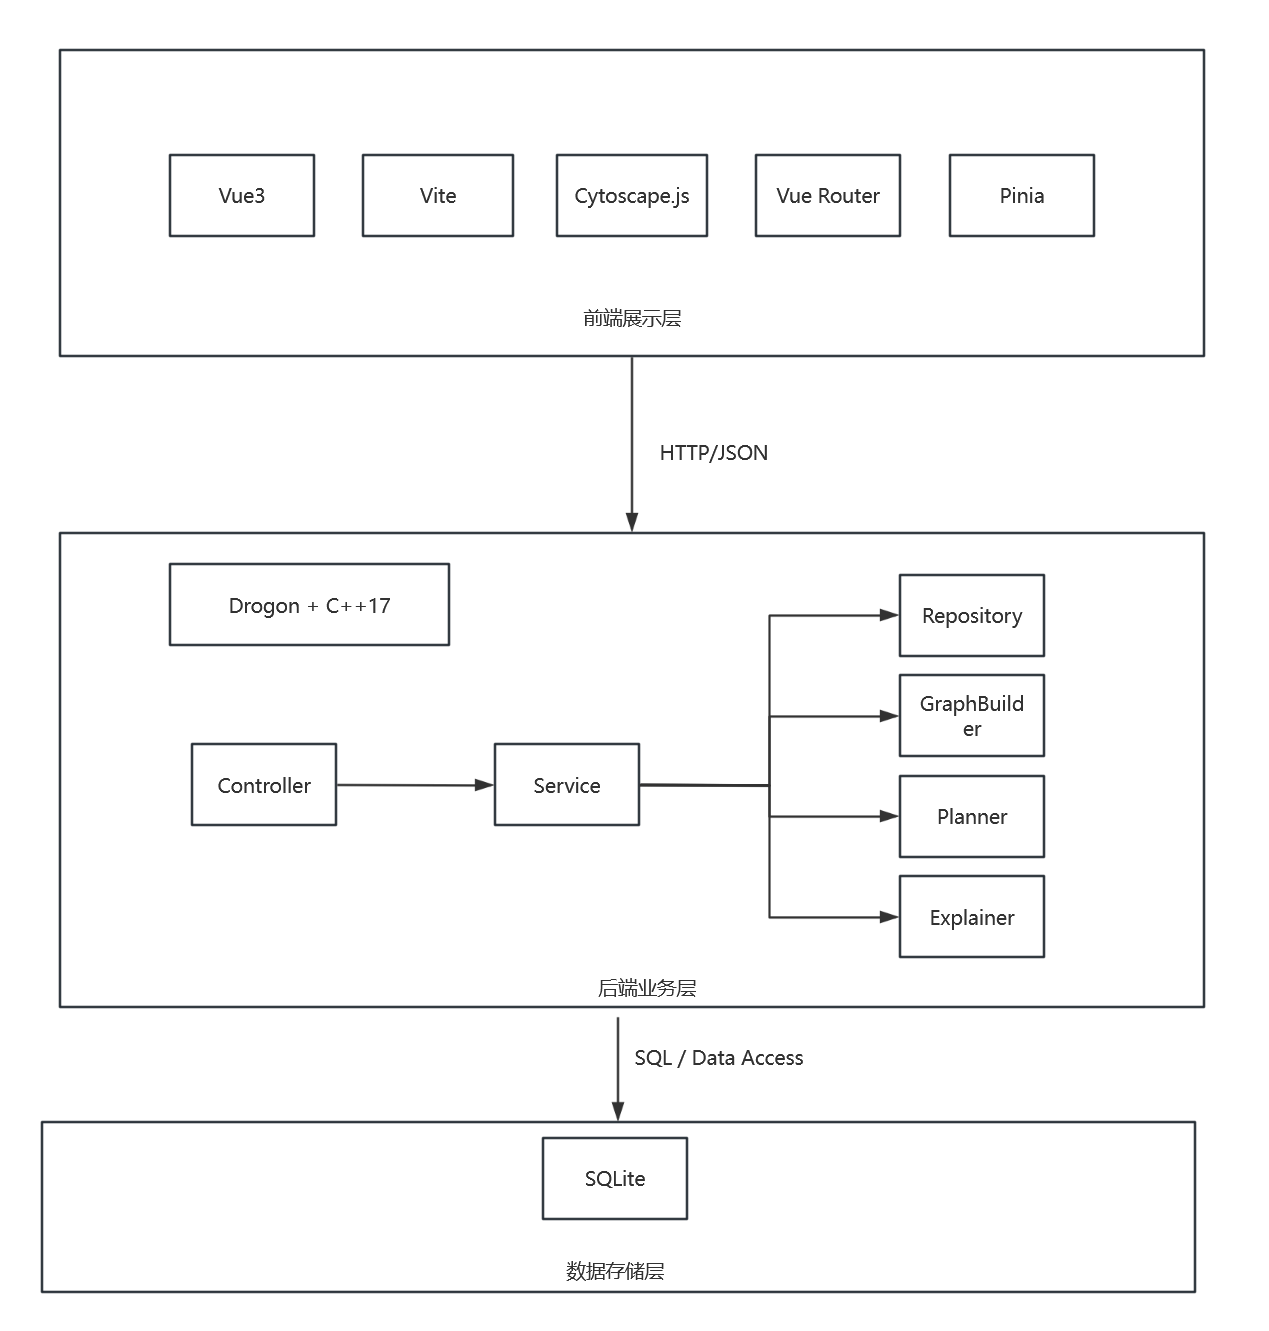 Vue3
Vite
Cytoscape.js
Vue Router
Pinia
前端展示层
HTTP/JSON
Drogon + C++17
Repository
GraphBuild
er
Controller
Service
Planner
Explainer
后端业务层
SQL / Data Access
SQLite
数据存储层